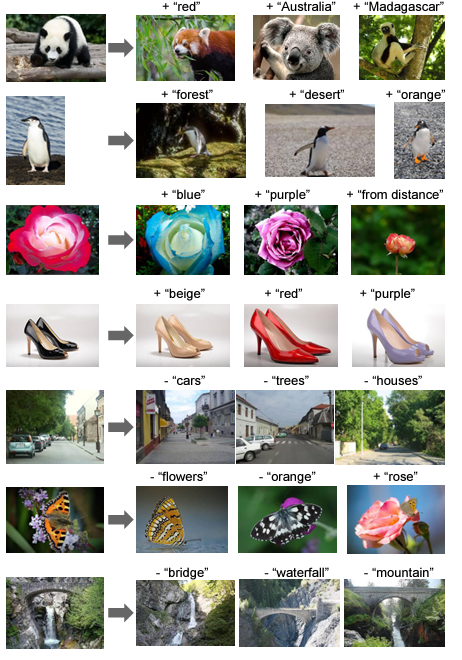 + “red” + “Australia” + “Madagascar”
+ “forest” + “desert” + “orange”
+ “blue” + “purple” + “from distance”
+ “beige” + “red” + “purple”
- “cars” - “trees” - “houses”
- “flowers” - “orange” + “rose”
- “bridge” - “waterfall” - “mountain”